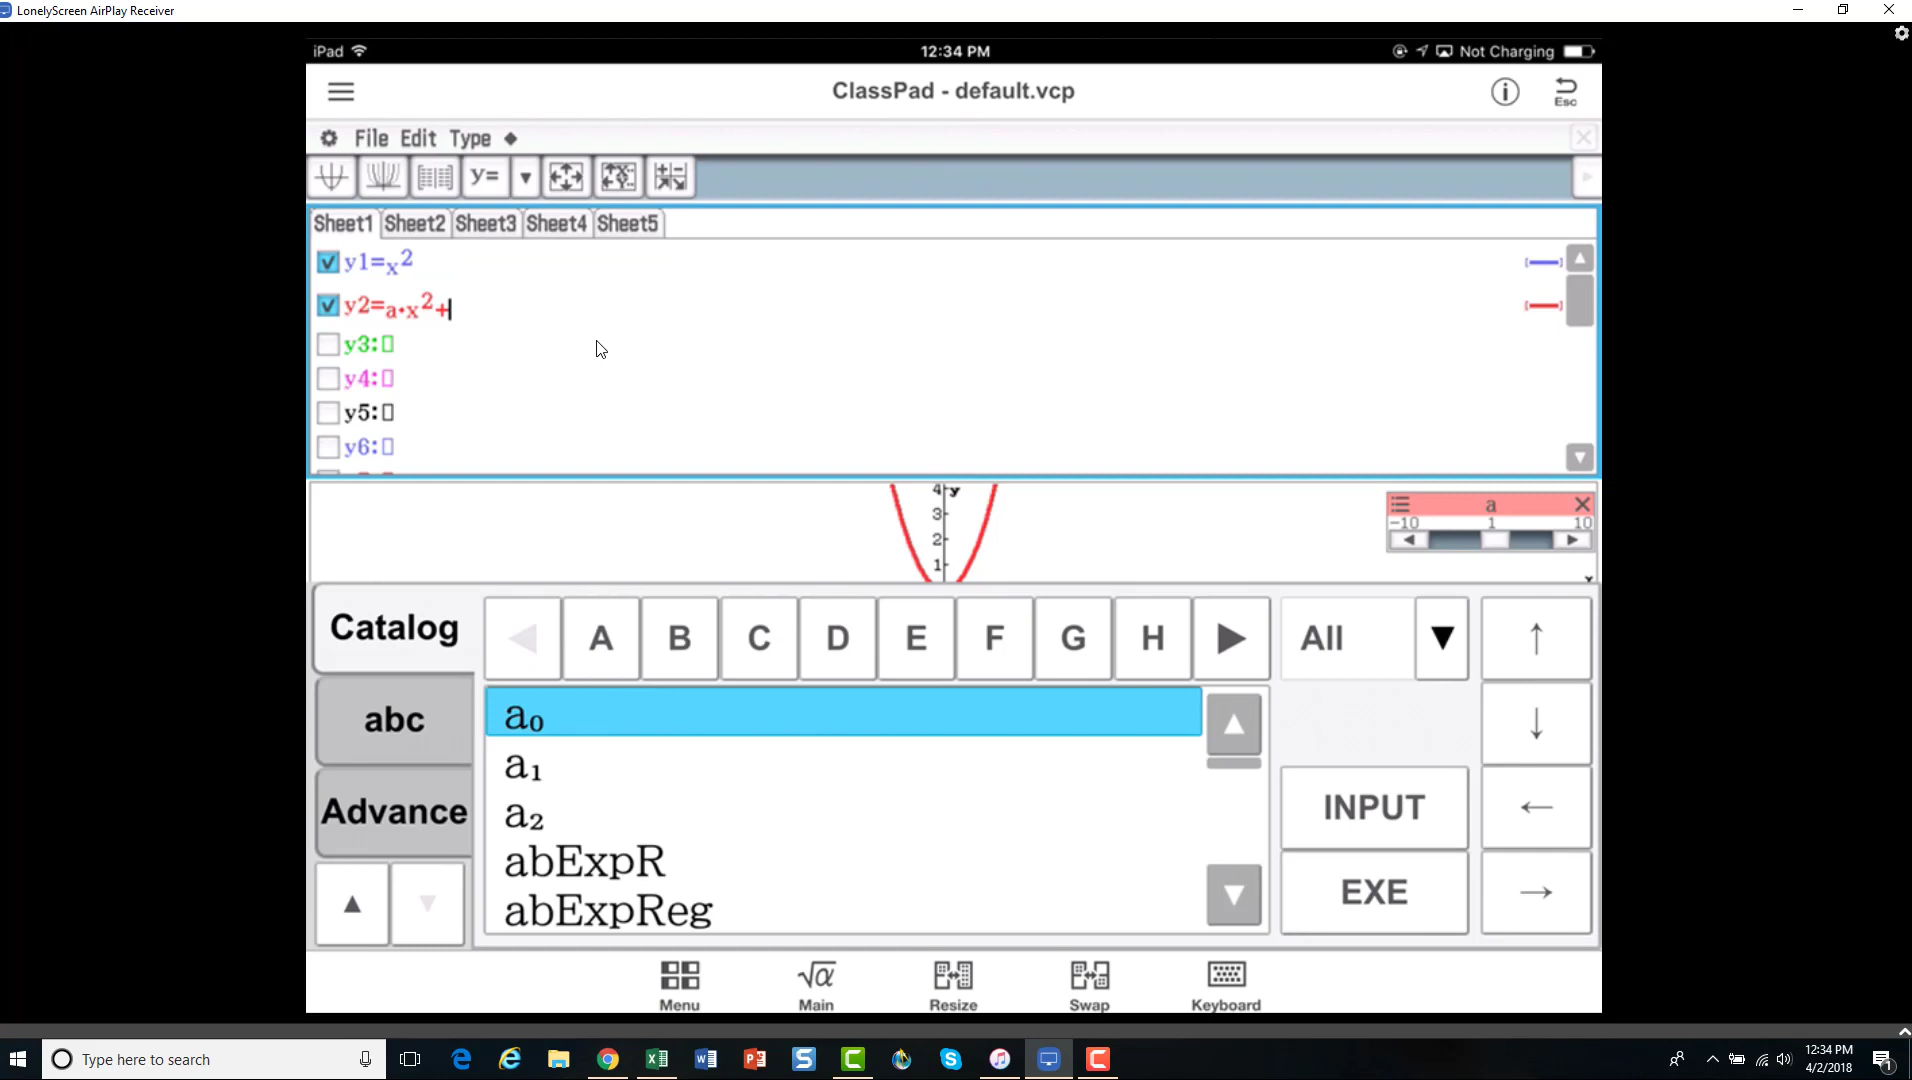 LonelyScreen AirPlay Receiver
iPad 12:34 PM Not Charging
ClassPad - default.vcp
Esc
File Edit Type
y=
Sheet1 Sheet2 Sheet3 Sheet4 Sheet5
y1=x²
y2=a·x²+
y3:▯
y4:▯
y5:▯
y6:▯
4 y
3
2
1
x
a
-10 1 10
Catalog A B C D E F G H All
abc
Advance
a₀
a₁
a₂
abExpR
abExpReg
INPUT
EXE
√α
Menu Main Resize Swap Keyboard
Type here to search
12:34 PM
4/2/2018
1